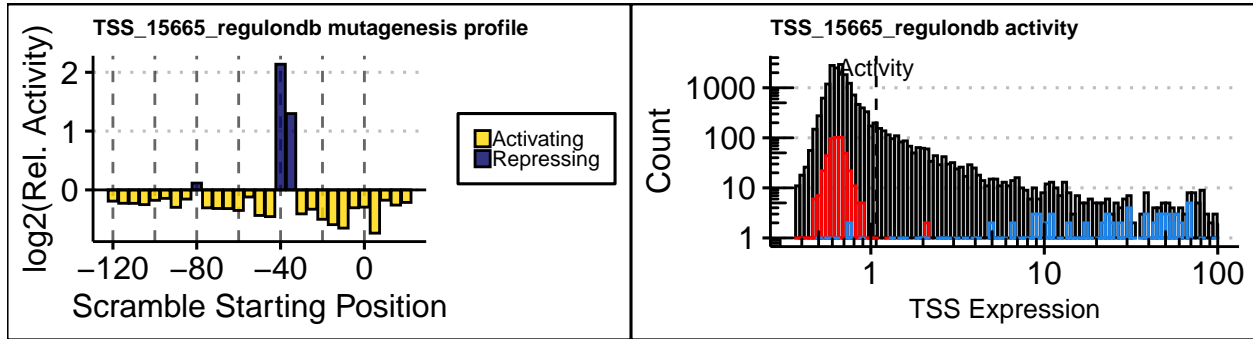 TSS_15665_regulondb mutagenesis profile
log2(Rel. Activity)
2
1
0
−120
−80
−40
0
Scramble Starting Position
Activating
Repressing
TSS_15665_regulondb activity
Activity
Count
1000
100
10
1
1
10
100
TSS Expression